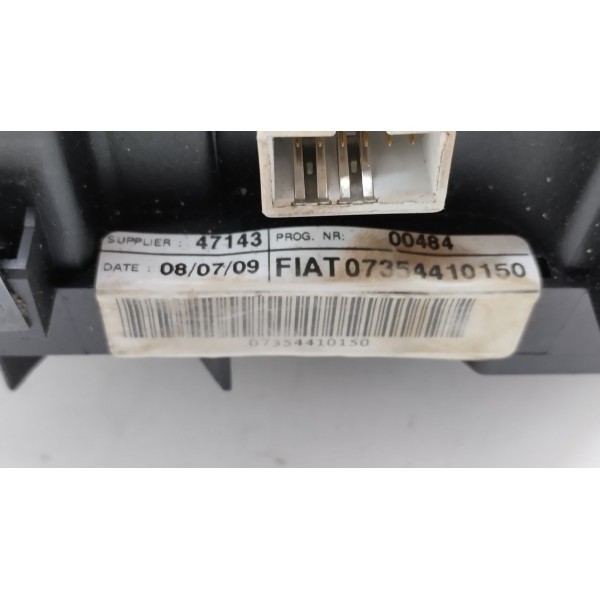 SUPPLIER : 47143 PROG. NR: 00484
DATE : 08/07/09 FIAT 07354410150
07354410150